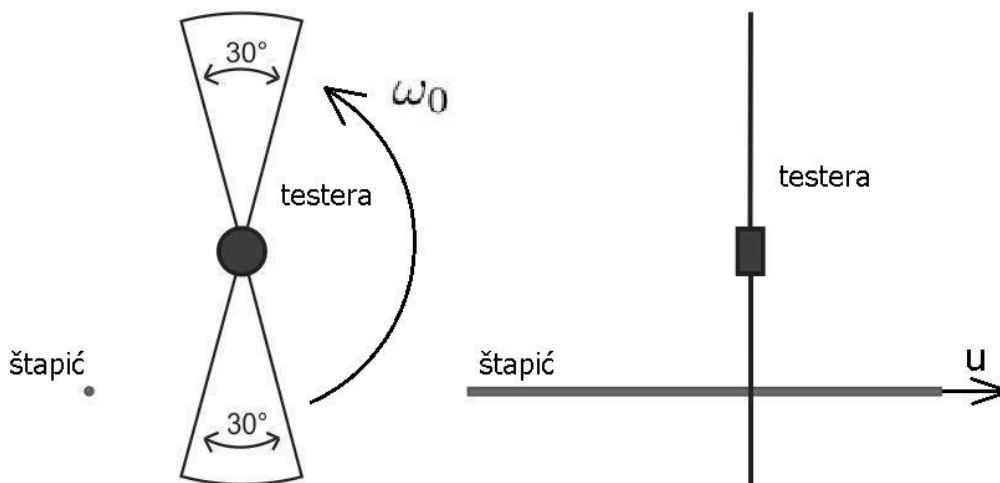 30°
ω₀
testera
štapić
30°
testera
štapić
u